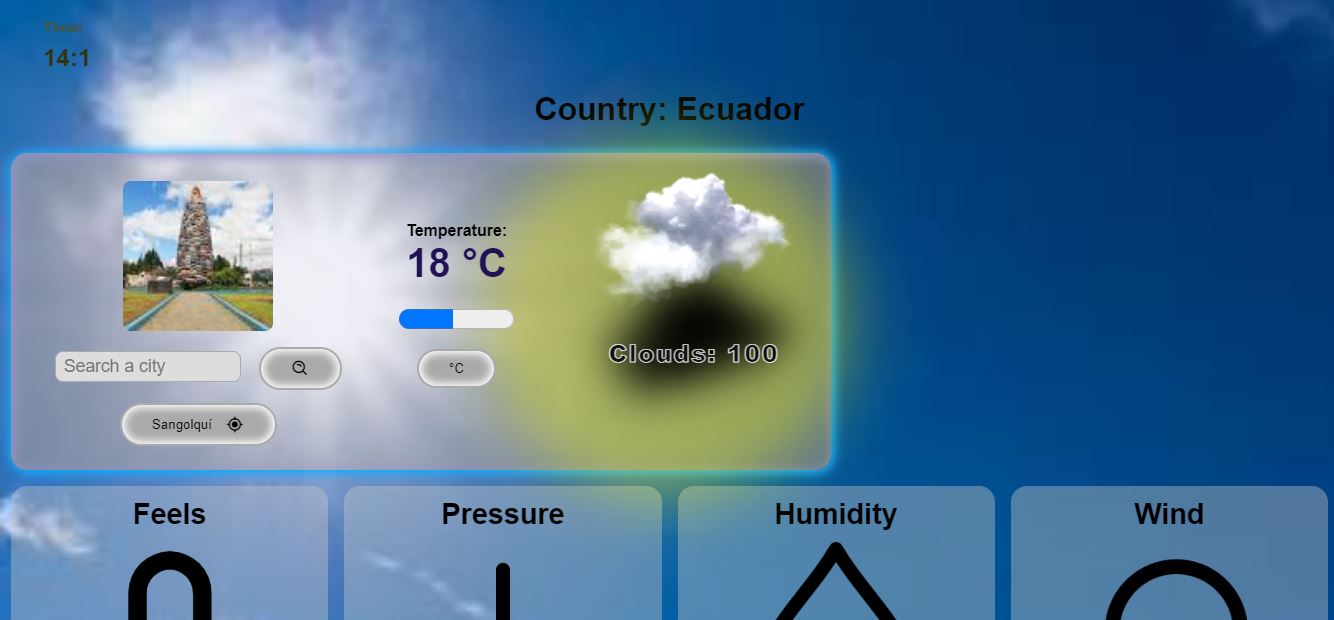 Time:
14:1
Country: Ecuador
Temperature:
18 °C
Clouds: 100
Search a city
°C
Sangolquí
Feels
Pressure
Humidity
Wind